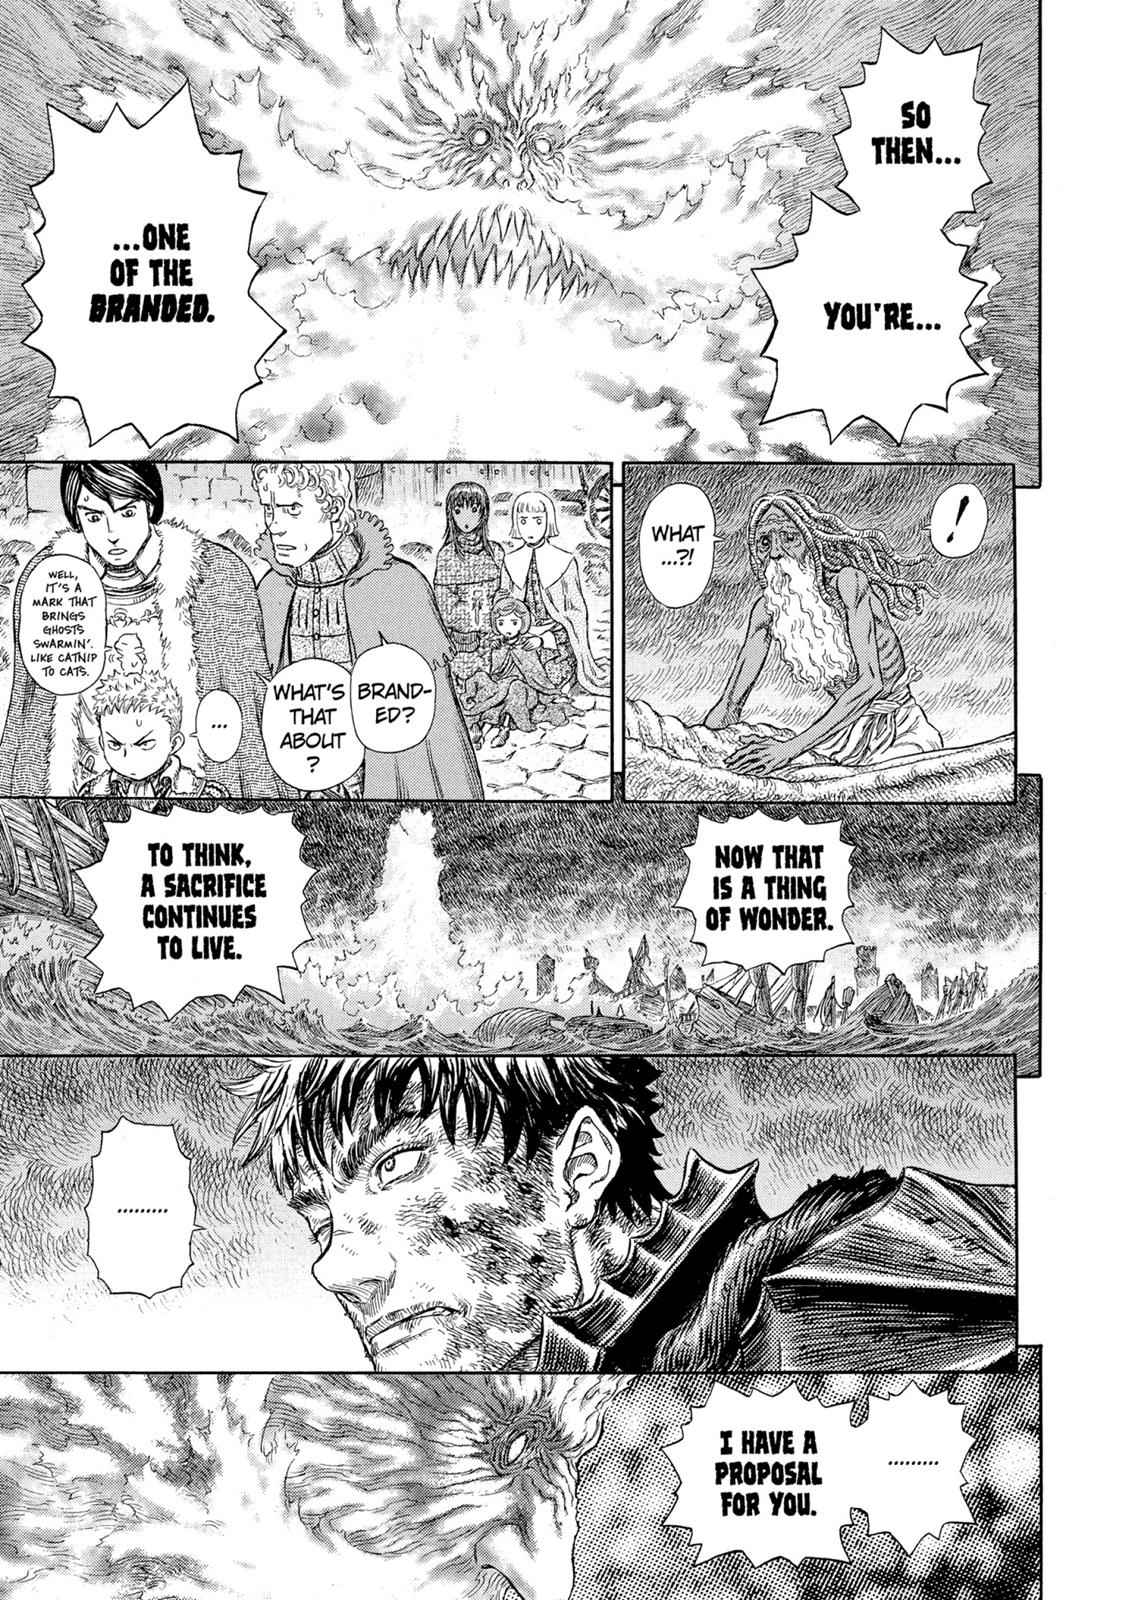 SO
THEN...
YOU'RE...
...ONE
OF THE
BRANDED.
!
WHAT
...?!
BRAND-
ED?
WHAT'S
THAT
ABOUT
?
...
WELL,
IT'S A
MARK THAT
BRINGS
GHOSTS
SWARMIN'.
LIKE CATNIP
TO CATS.
NOW THAT
IS A THING
OF WONDER.
TO THINK,
A SACRIFICE
CONTINUES
TO LIVE.
.........
.........
I HAVE A
PROPOSAL
FOR YOU.